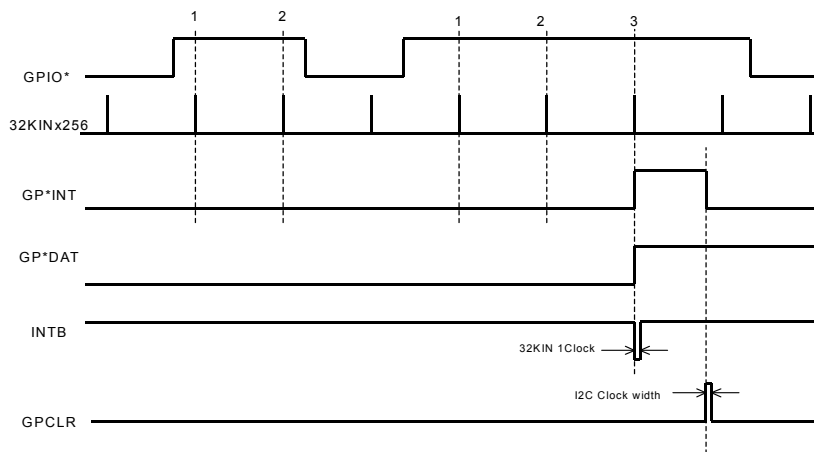 1 2 1 2 3
GPIO*
32KINx256
GP*INT
GP*DAT
INTB
32KIN 1Clock
I2C Clock width
GPCLR